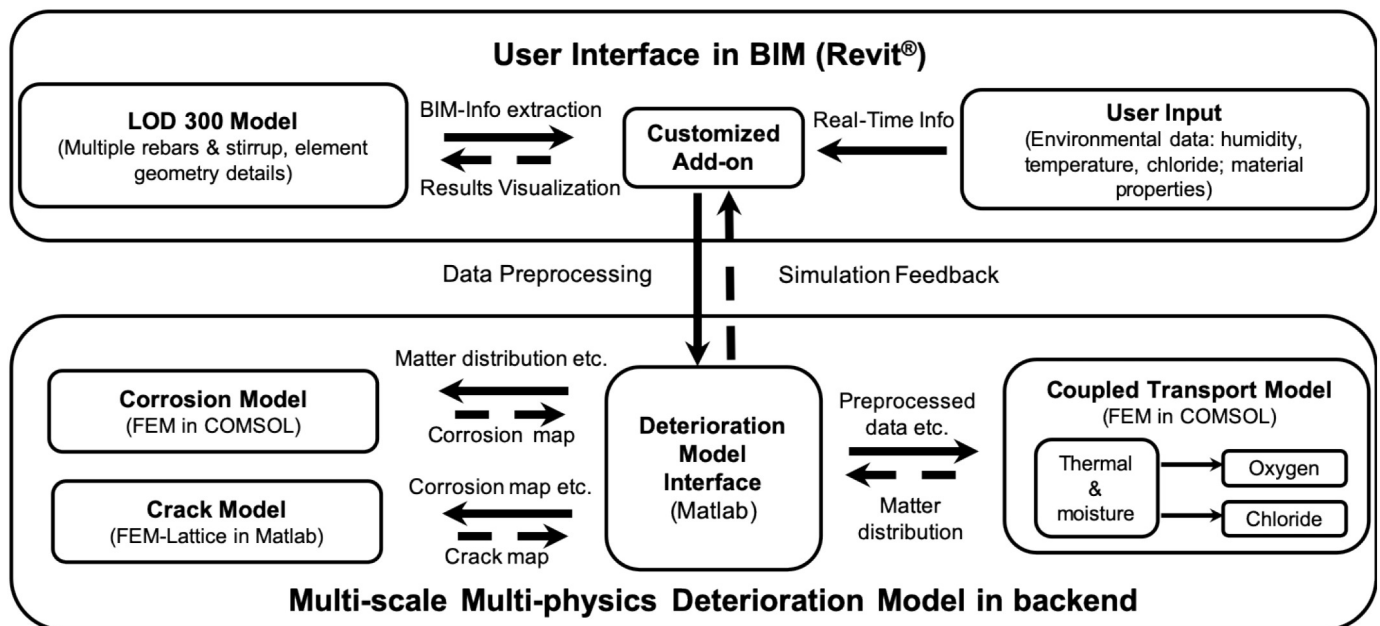 User Interface in BIM (Revit®)
LOD 300 Model
(Multiple rebars & stirrup, element
geometry details)
BIM-Info extraction
Results Visualization
Customized
Add-on
Real-Time Info
User Input
(Environmental data: humidity,
temperature, chloride; material
properties)
Data Preprocessing
Simulation Feedback
Corrosion Model
(FEM in COMSOL)
Matter distribution etc.
Corrosion map
Crack Model
(FEM-Lattice in Matlab)
Corrosion map etc.
Crack map
Deterioration
Model
Interface
(Matlab)
Preprocessed
data etc.
Matter
distribution
Coupled Transport Model
(FEM in COMSOL)
Thermal
&
moisture
Oxygen
Chloride
Multi-scale Multi-physics Deterioration Model in backend